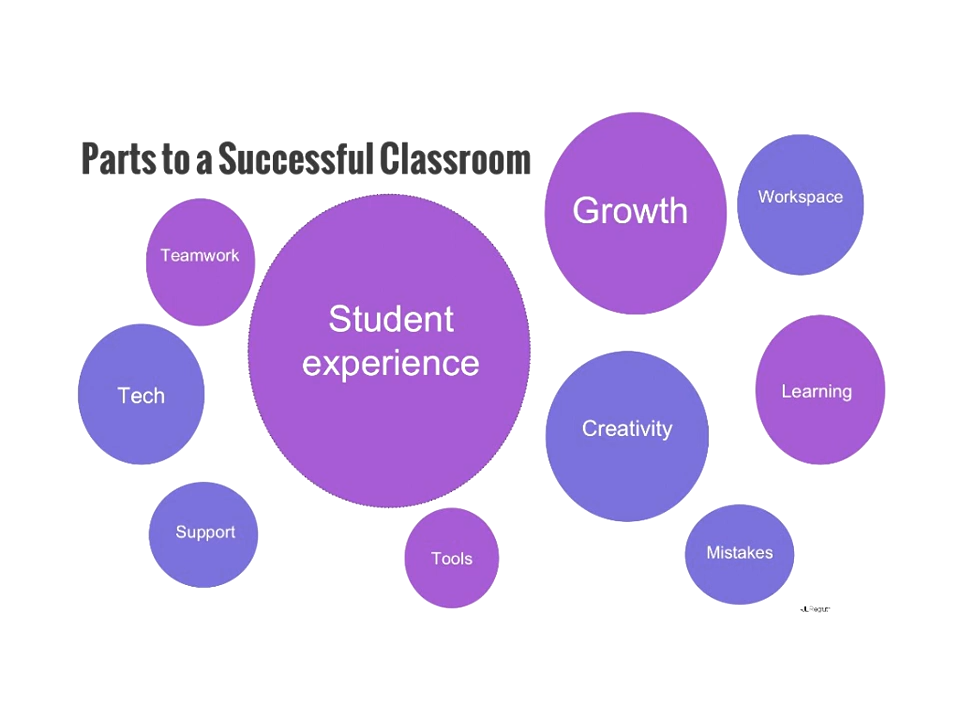 Parts to a Successful Classroom
Growth
Workspace
Teamwork
Student
experience
Tech
Creativity
Learning
Support
Tools
Mistakes